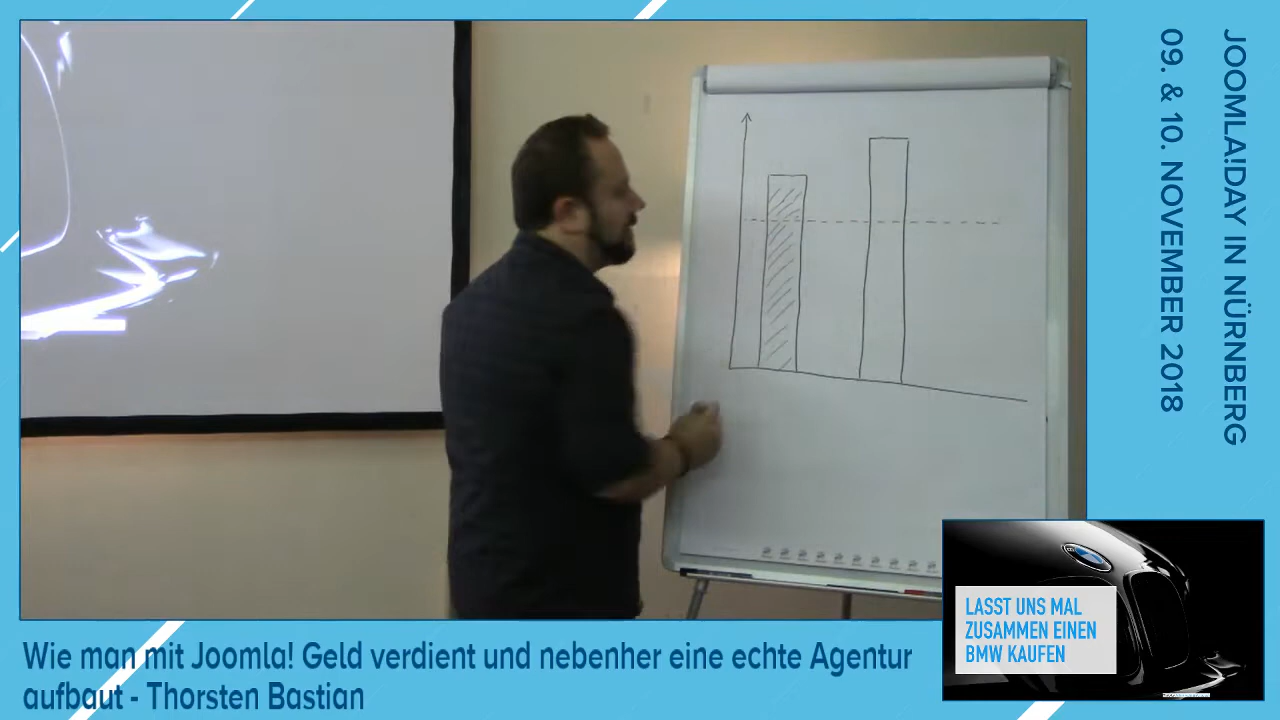 JOOMLA!DAY IN NÜRNBERG
09. & 10. NOVEMBER 2018
LASST UNS MAL
ZUSAMMEN EINEN
BMW KAUFEN
Wie man mit Joomla! Geld verdient und nebenher eine echte Agentur
aufbaut - Thorsten Bastian